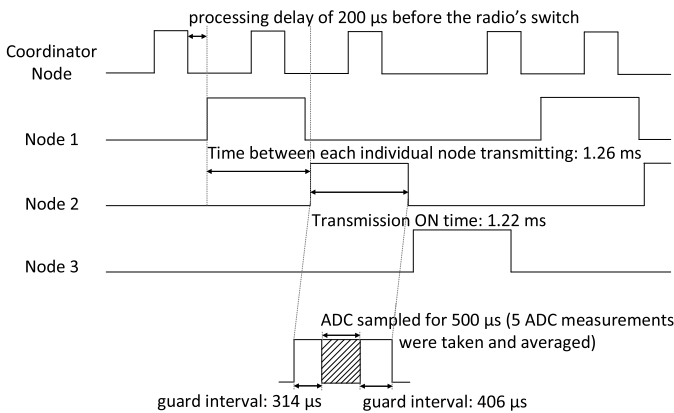 processing delay of 200 µs before the radio's switch
Coordinator
Node
Node 1
Time between each individual node transmitting: 1.26 ms
Node 2
Transmission ON time: 1.22 ms
Node 3
ADC sampled for 500 µs (5 ADC measurements
were taken and averaged)
guard interval: 314 µs
guard interval: 406 µs